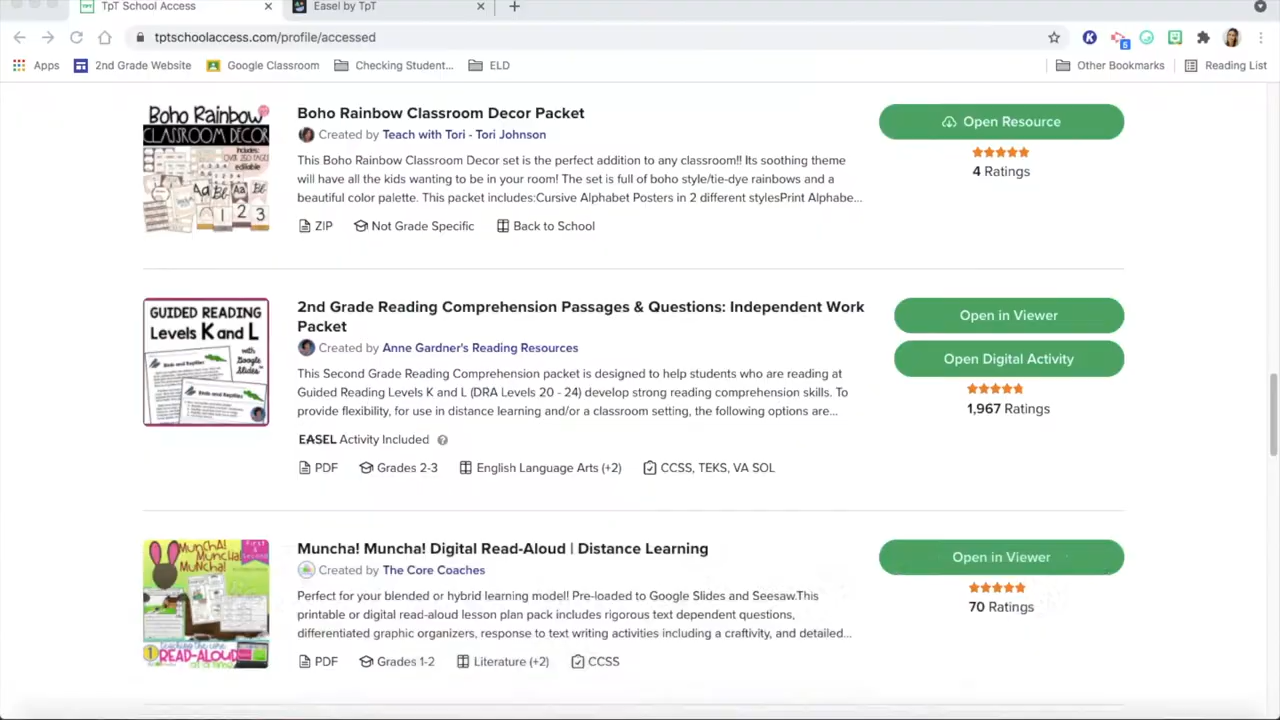 TpT School Access
Easel by TpT
tptschoolaccess.com/profile/accessed
Apps
2nd Grade Website
Google Classroom
Checking Student...
ELD
Other Bookmarks
Reading List
Boho Rainbow
CLASSROOM DECOR
Boho Rainbow Classroom Decor Packet
Created by Teach with Tori - Tori Johnson
This Boho Rainbow Classroom Decor set is the perfect addition to any classroom!! Its soothing theme
will have all the kids wanting to be in your room! The set is full of boho style/tie-dye rainbows and a
beautiful color palette. This packet includes:Cursive Alphabet Posters in 2 different stylesPrint Alphabe...
ZIP
Not Grade Specific
Back to School
Open Resource
4 Ratings
GUIDED READING
Levels K and L
with
Google
Slides
2nd Grade Reading Comprehension Passages & Questions: Independent Work
Packet
Created by Anne Gardner's Reading Resources
This Second Grade Reading Comprehension packet is designed to help students who are reading at
Guided Reading Levels K and L (DRA Levels 20 - 24) develop strong reading comprehension skills. To
provide flexibility, for use in distance learning and/or a classroom setting, the following options are...
EASEL Activity Included
PDF
Grades 2-3
English Language Arts (+2)
CCSS, TEKS, VA SOL
Open in Viewer
Open Digital Activity
1,967 Ratings
Muncha!
Muncha!
Muncha!
READ-ALOUD
Muncha! Muncha! Digital Read-Aloud | Distance Learning
Created by The Core Coaches
Perfect for your blended or hybrid learning model! Pre-loaded to Google Slides and Seesaw.This
printable or digital read-aloud lesson plan pack includes rigorous text dependent questions,
differentiated graphic organizers, response to text writing activities including a craftivity, and detailed...
PDF
Grades 1-2
Literature (+2)
CCSS
Open in Viewer
70 Ratings